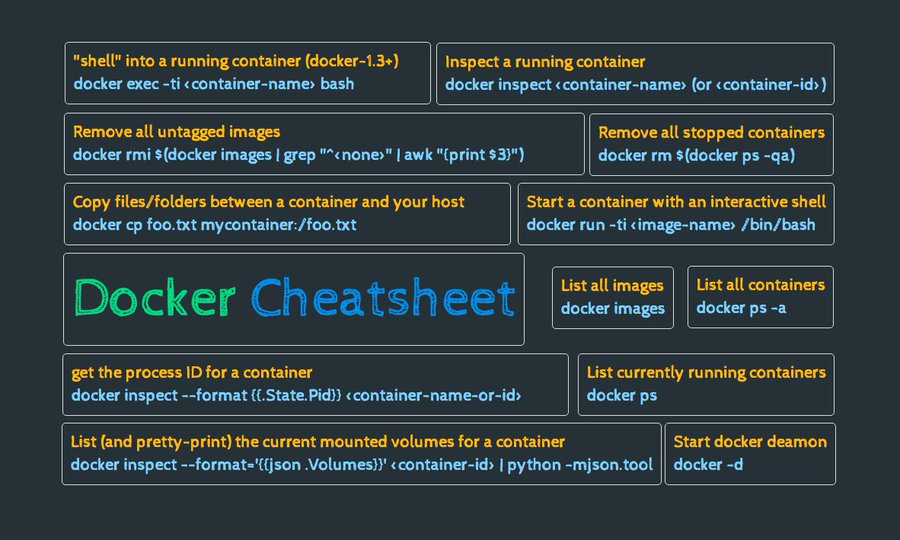 "shell" into a running container (docker-1.3+)
docker exec -ti <container-name> bash
Inspect a running container
docker inspect <container-name> (or <container-id>)
Remove all untagged images
docker rmi $(docker images | grep "^<none>" | awk "{print $3}")
Remove all stopped containers
docker rm $(docker ps -qa)
Copy files/folders between a container and your host
docker cp foo.txt mycontainer:/foo.txt
Start a container with an interactive shell
docker run -ti <image-name> /bin/bash
Docker Cheatsheet
List all images
docker images
List all containers
docker ps -a
get the process ID for a container
docker inspect --format {{.State.Pid}} <container-name-or-id>
List currently running containers
docker ps
List (and pretty-print) the current mounted volumes for a container
docker inspect --format='{{json .Volumes}}' <container-id> | python -mjson.tool
Start docker deamon
docker -d